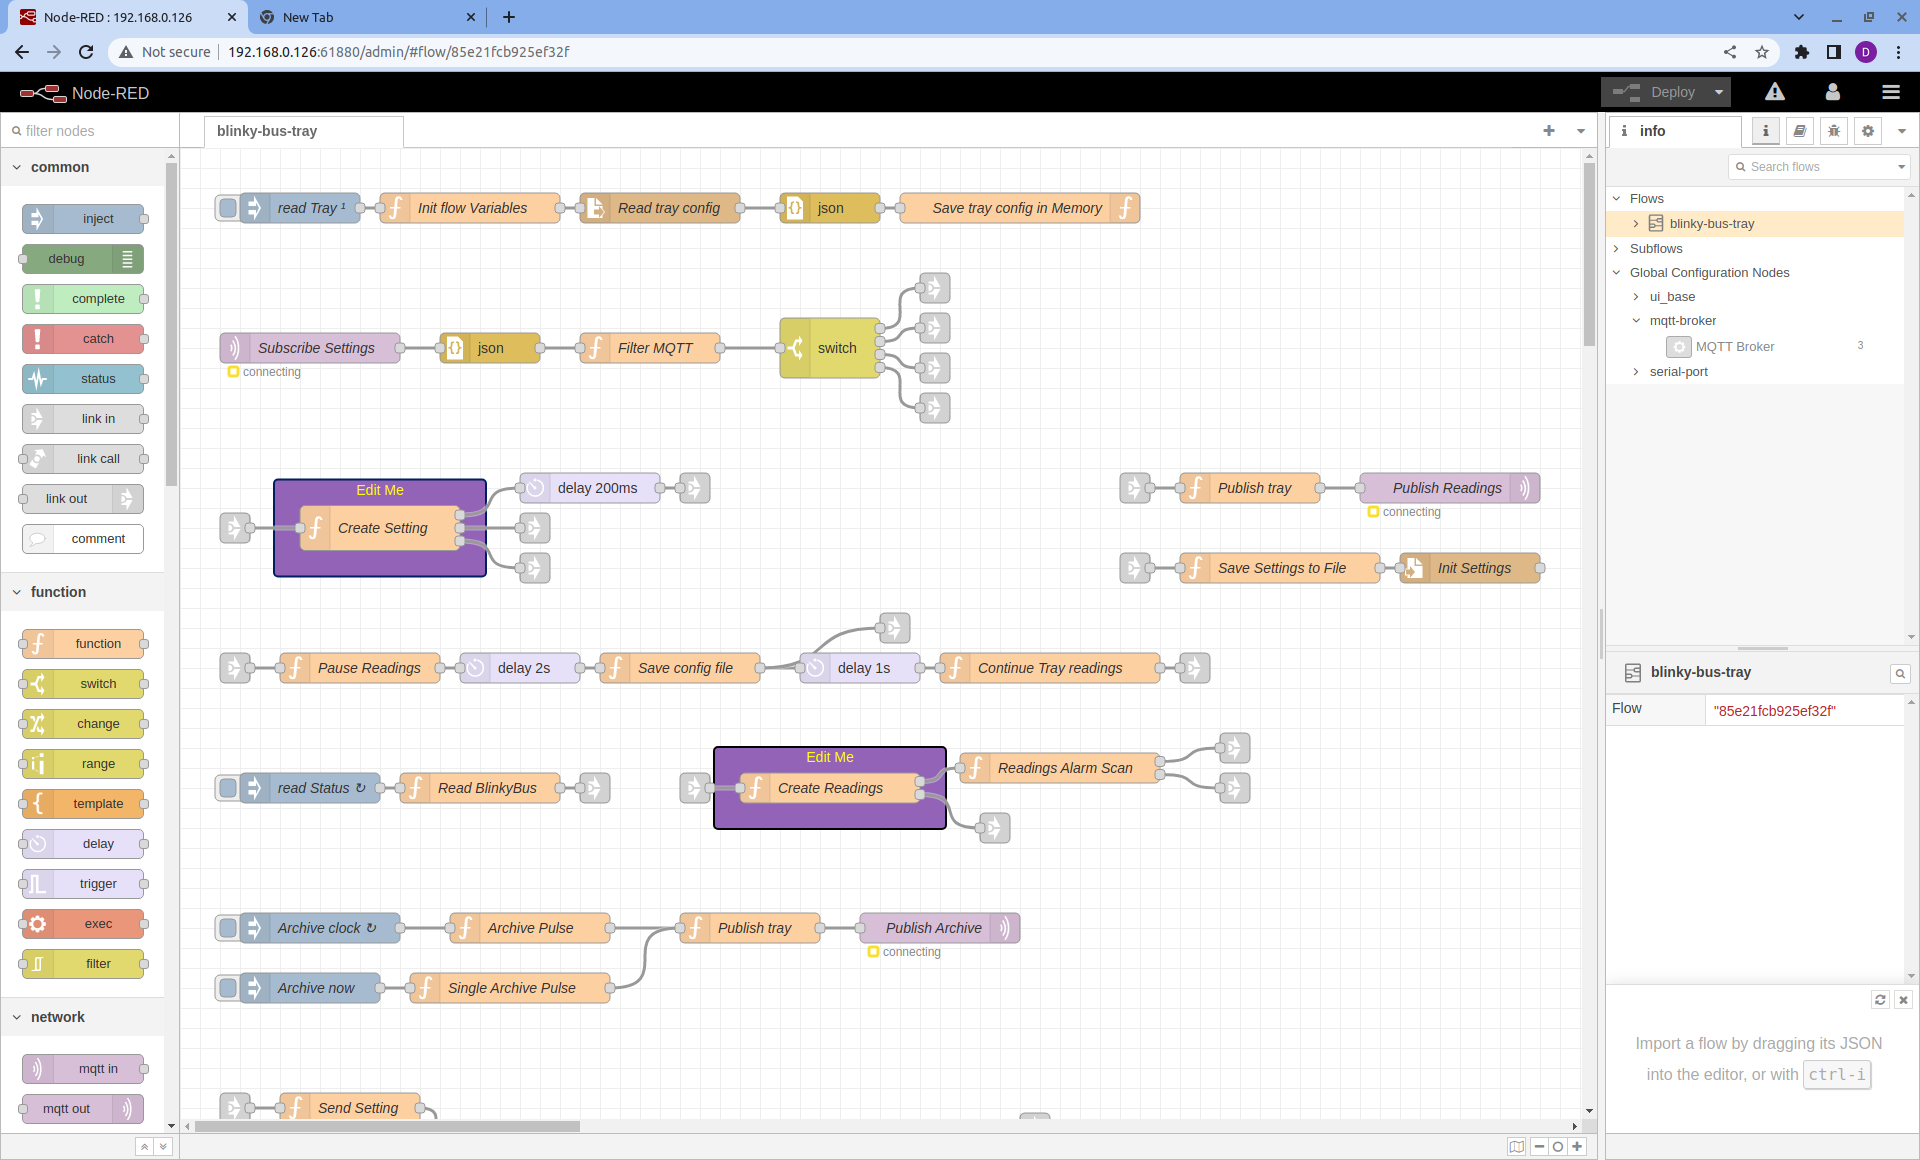 Node-RED : 192.168.0.126
New Tab
Not secure
192.168.0.126:61880/admin/#flow/85e21fcb925ef32f
D
Node-RED
Deploy
filter nodes
blinky-bus-tray
info
common
inject
debug
complete
catch
status
link in
link call
link out
comment
function
function
switch
change
range
template
delay
trigger
exec
filter
network
mqtt in
mqtt out
read Tray ¹
Init flow Variables
Read tray config
json
Save tray config in Memory
Subscribe Settings
connecting
json
Filter MQTT
switch
Edit Me
Create Setting
delay 200ms
Publish tray
Publish Readings
connecting
Save Settings to File
Init Settings
Pause Readings
delay 2s
Save config file
delay 1s
Continue Tray readings
read Status ↻
Read BlinkyBus
Edit Me
Create Readings
Readings Alarm Scan
Archive clock ↻
Archive Pulse
Publish tray
Publish Archive
connecting
Archive now
Single Archive Pulse
Send Setting
Search flows
Flows
blinky-bus-tray
Subflows
Global Configuration Nodes
ui_base
mqtt-broker
MQTT Broker
3
serial-port
blinky-bus-tray
Flow
"85e21fcb925ef32f"
Import a flow by dragging its JSON
into the editor, or with ctrl-i